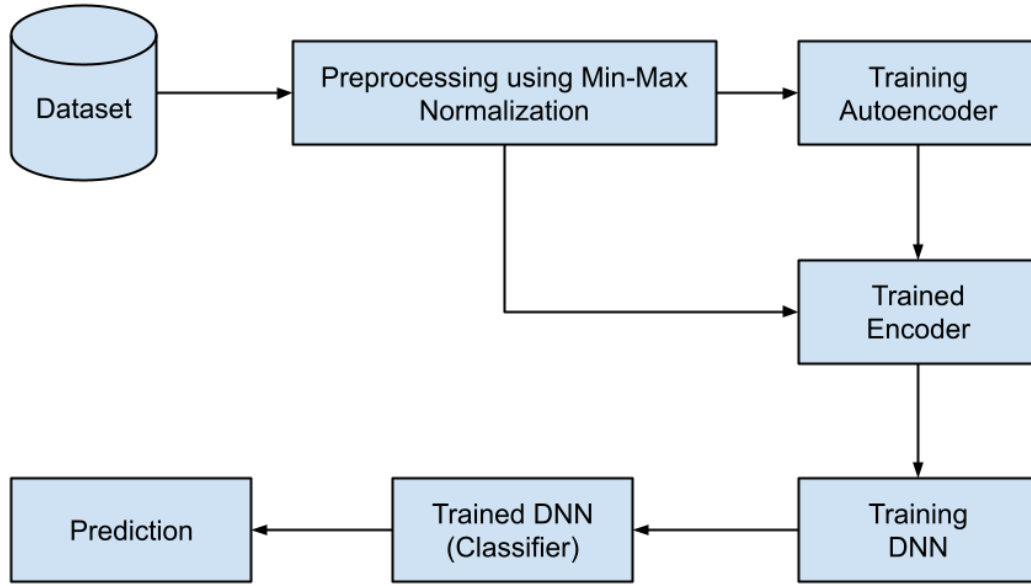 Dataset
Preprocessing using Min-Max
Normalization
Training
Autoencoder
Trained
Encoder
Training
DNN
Trained DNN
(Classifier)
Prediction